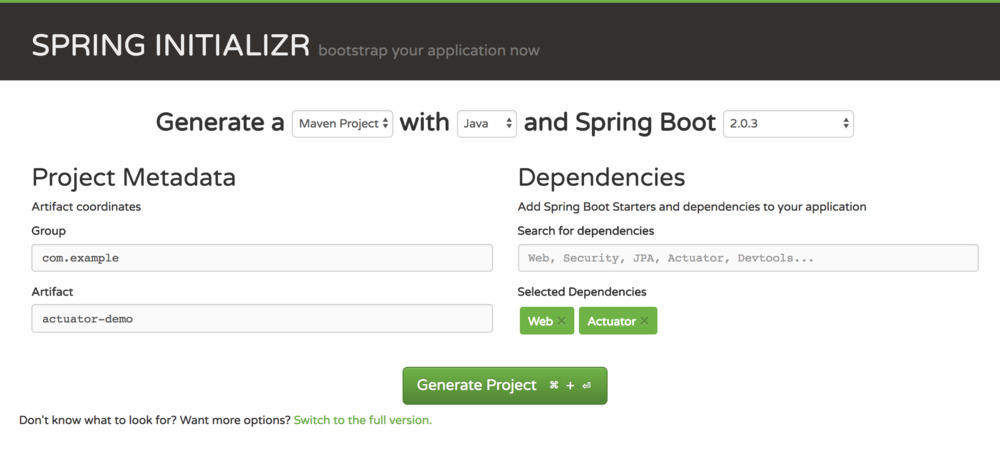 SPRING INITIALIZR bootstrap your application now
Generate a Maven Project with Java and Spring Boot 2.0.3
Project Metadata
Artifact coordinates
Group
com.example
Artifact
actuator-demo
Dependencies
Add Spring Boot Starters and dependencies to your application
Search for dependencies
Web, Security, JPA, Actuator, Devtools...
Selected Dependencies
Web × Actuator ×
Generate Project ⌘ + ⏎
Don't know what to look for? Want more options? Switch to the full version.